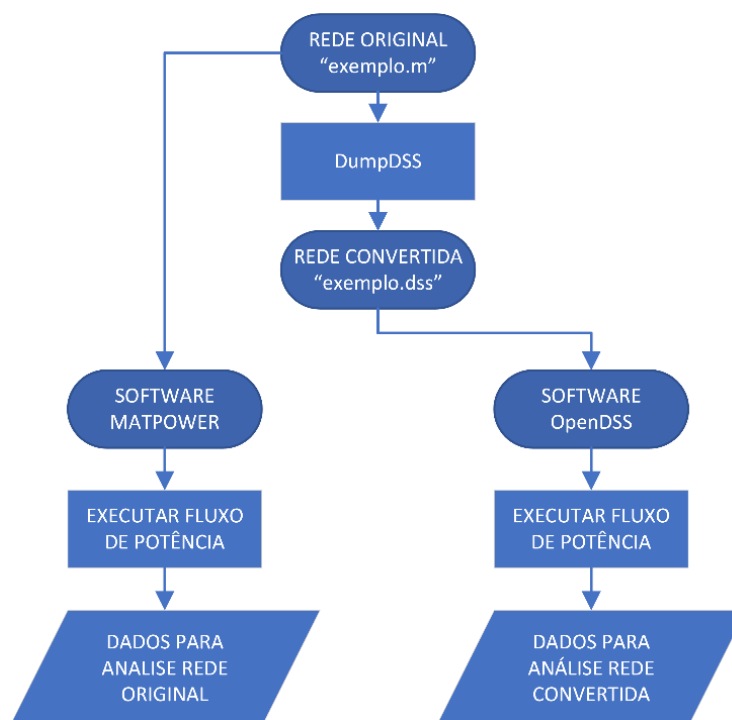 REDE ORIGINAL
“exemplo.m”
DumpDSS
REDE CONVERTIDA
“exemplo.dss”
SOFTWARE
MATPOWER
SOFTWARE
OpenDSS
EXECUTAR FLUXO
DE POTÊNCIA
EXECUTAR FLUXO
DE POTÊNCIA
DADOS PARA
ANALISE REDE
ORIGINAL
DADOS PARA
ANÁLISE REDE
CONVERTIDA